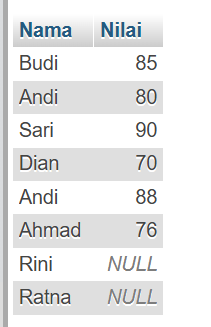 Nama Nilai
Budi 85
Andi 80
Sari 90
Dian 70
Andi 88
Ahmad 76
Rini NULL
Ratna NULL